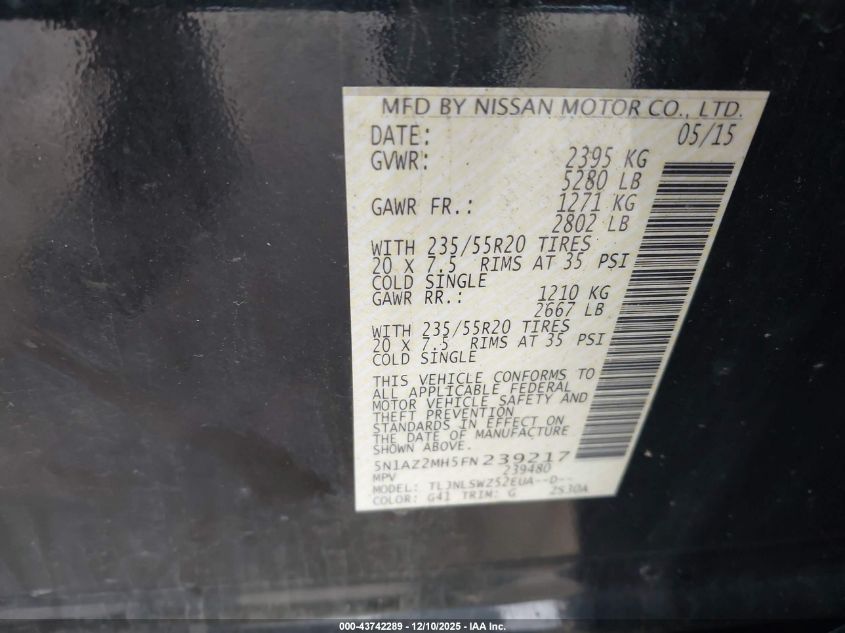 MFD BY NISSAN MOTOR CO., LTD.
DATE: 05/15
GVWR: 2395 KG
5280 LB
GAWR FR.: 1271 KG
2802 LB
WITH 235/55R20 TIRES
20 X 7.5 RIMS AT 35 PSI
COLD SINGLE
GAWR RR.: 1210 KG
2667 LB
WITH 235/55R20 TIRES
20 X 7.5 RIMS AT 35 PSI
COLD SINGLE
THIS VEHICLE CONFORMS TO
ALL APPLICABLE FEDERAL
MOTOR VEHICLE SAFETY AND
THEFT PREVENTION
STANDARDS IN EFFECT ON
THE DATE OF MANUFACTURE
SHOWN ABOVE.
5N1AZ2MH5FN239217
MPV 239480
MODEL: TLJNLSWZ52EUA--D--
COLOR: G41 TRIM: G 2S30A
000-43742289 - 12/10/2025 - IAA Inc.